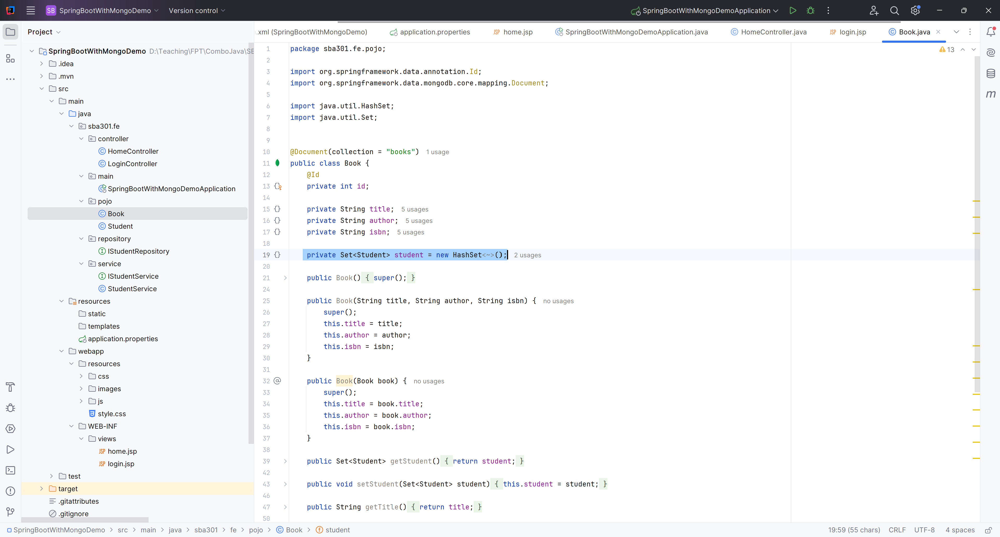 SB SpringBootWithMongoDemo Version control SpringBootWithMongoDemoApplication
Project
.xml (SpringBootWithMongoDemo) application.properties JSP home.jsp SpringBootWithMongoDemoApplication.java HomeController.java JSP login.jsp Book.java
SpringBootWithMongoDemo D:\Teaching\FPT\ComboJava\SE
.idea
.mvn
src
main
java
sba301.fe
controller
HomeController
LoginController
main
SpringBootWithMongoDemoApplication
pojo
Book
Student
repository
IStudentRepository
service
IStudentService
StudentService
resources
static
templates
application.properties
webapp
resources
css
images
js
style.css
WEB-INF
views
JSP home.jsp
JSP login.jsp
test
target
.gitattributes
.gitignore
13
1 package sba301.fe.pojo;
2
3 import org.springframework.data.annotation.Id;
4 import org.springframework.data.mongodb.core.mapping.Document;
5
6 import java.util.HashSet;
7 import java.util.Set;
8
9
10 @Document(collection = "books") 1 usage
11 public class Book {
12 @Id
13 private int id;
14
15 private String title; 5 usages
16 private String author; 5 usages
17 private String isbn; 5 usages
18
19 private Set<Student> student = new HashSet<~>(); 2 usages
20
21 public Book() { super(); }
24
25 public Book(String title, String author, String isbn) { no usages
26 super();
27 this.title = title;
28 this.author = author;
29 this.isbn = isbn;
30 }
31
32 public Book(Book book) { no usages
33 super();
34 this.title = book.title;
35 this.author = book.author;
36 this.isbn = book.isbn;
37 }
38
39 public Set<Student> getStudent() { return student; }
42
43 public void setStudent(Set<Student> student) { this.student = student; }
46
47 public String getTitle() { return title; }
50
SpringBootWithMongoDemo > src > main > java > sba301 > fe > pojo > Book > student 19:59 (55 chars) CRLF UTF-8 4 spaces